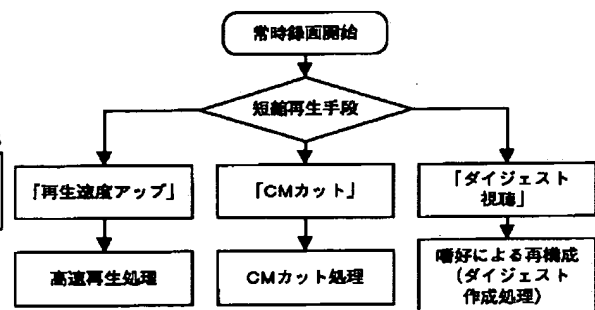 常時録画開始
短縮再生手段
「再生速度アップ」
「CMカット」
「ダイジェスト
視聴」
高速再生処理
CMカット処理
嗜好による再構成
(ダイジェスト
作成処理)